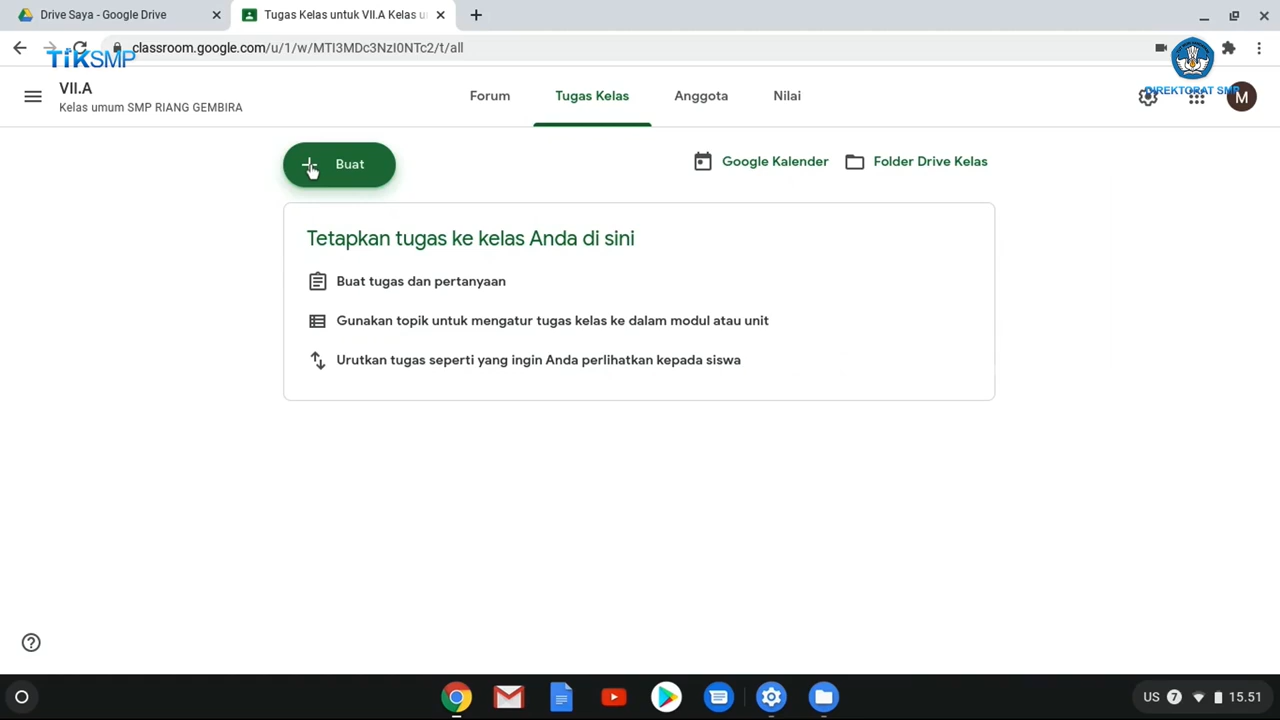 Drive Saya - Google Drive
Tugas Kelas untuk VII.A Kelas u
classroom.google.com/u/1/w/MTI3MDc3NzI0NTc2/t/all
TIKSMP
DIREKTORAT SMP
VII.A
Kelas umum SMP RIANG GEMBIRA
Forum
Tugas Kelas
Anggota
Nilai
M
Buat
Google Kalender
Folder Drive Kelas
Tetapkan tugas ke kelas Anda di sini
Buat tugas dan pertanyaan
Gunakan topik untuk mengatur tugas kelas ke dalam modul atau unit
Urutkan tugas seperti yang ingin Anda perlihatkan kepada siswa
US 7 15.51